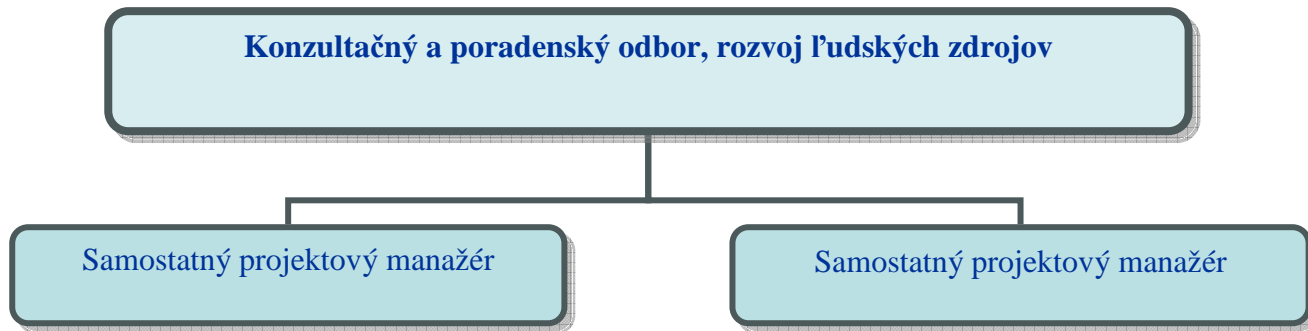 Konzultačný a poradenský odbor, rozvoj ľudských zdrojov
Samostatný projektový manažér
Samostatný projektový manažér